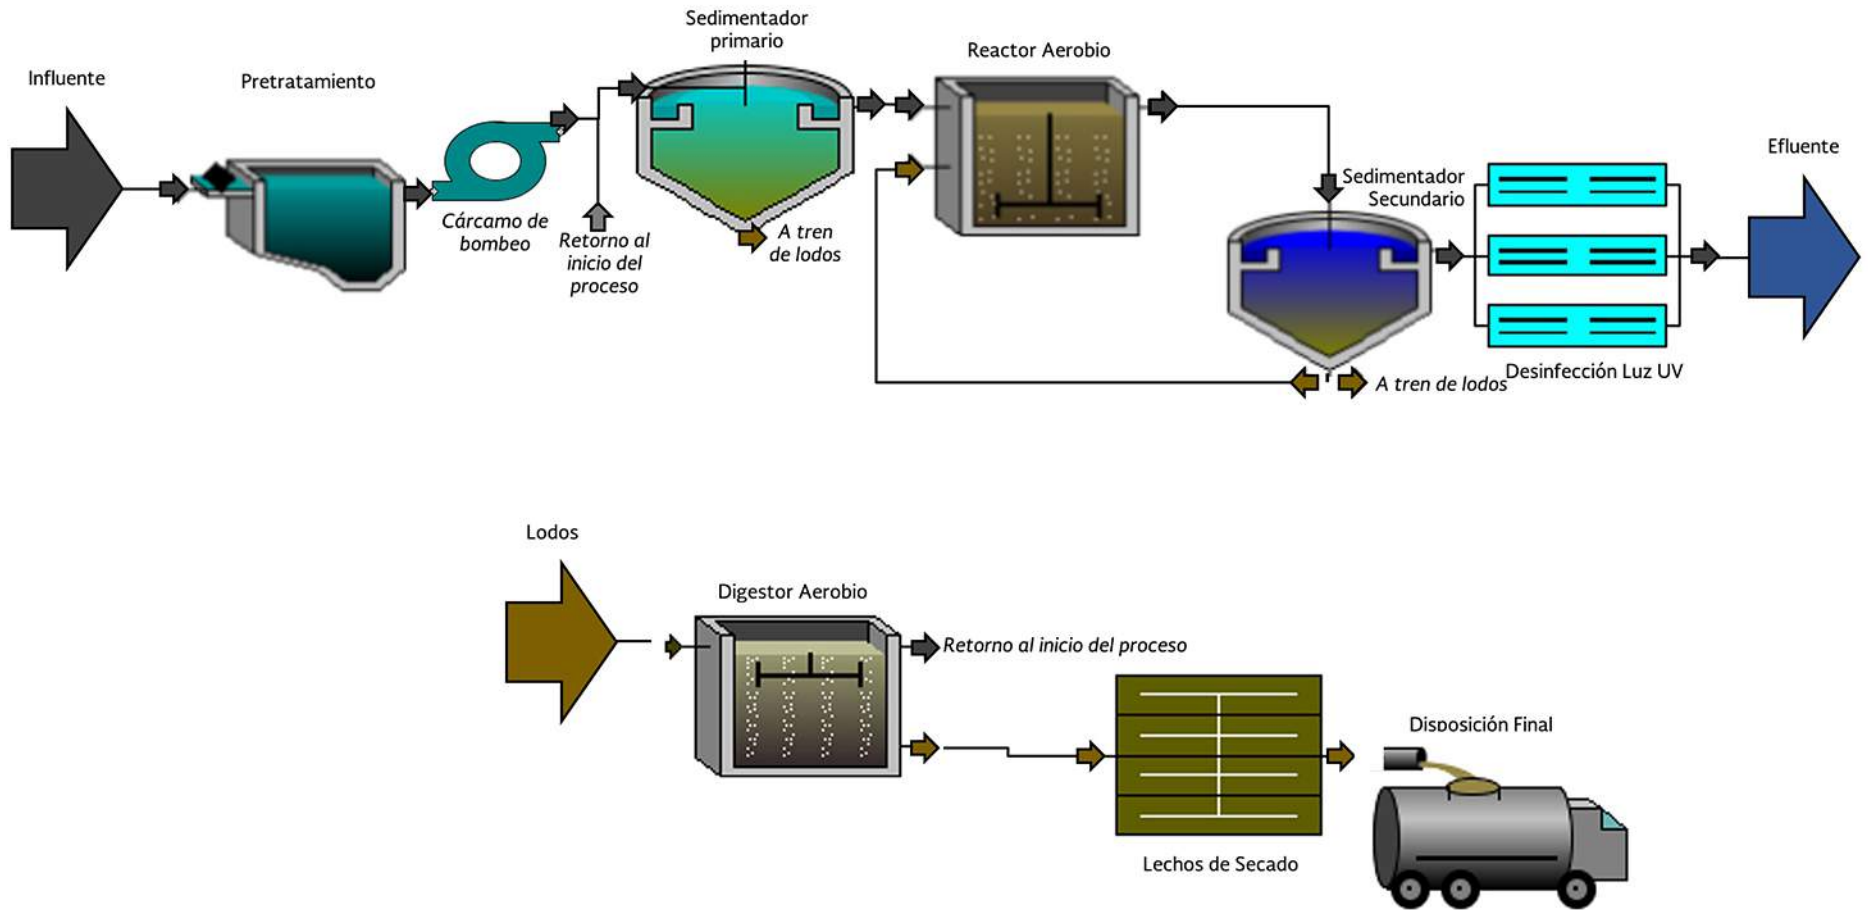 Influente
Pretratamiento
Cárcamo de
bombeo
Retorno al
inicio del
proceso
Sedimentador
primario
A tren
de lodos
Reactor Aerobio
Sedimentador
Secundario
A tren de lodos
Desinfección Luz UV
Efluente
Lodos
Digestor Aerobio
Retorno al inicio del proceso
Lechos de Secado
Disposición Final